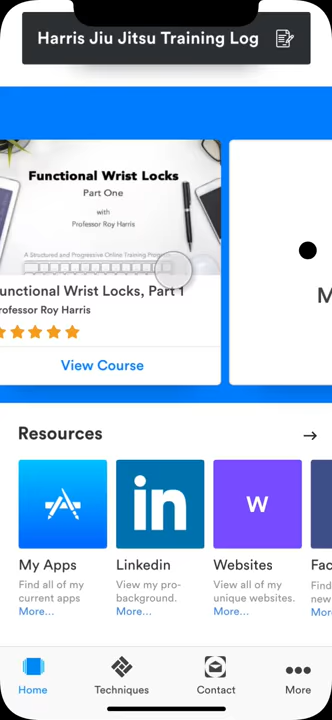 Harris Jiu Jitsu Training Log
Functional Wrist Locks
Part One
with
Professor Roy Harris
A Structured and Progressive Online Training
unctional Wrist Locks, Part 1
rofessor Roy Harris
View Course
M
Resources
W
My Apps
Find all of my
current apps
More...
in
Linkedin
View my pro-
background.
More...
Websites
View all of my
unique websites.
More...
Fac
Find
new
More
Home
Techniques
Contact
More